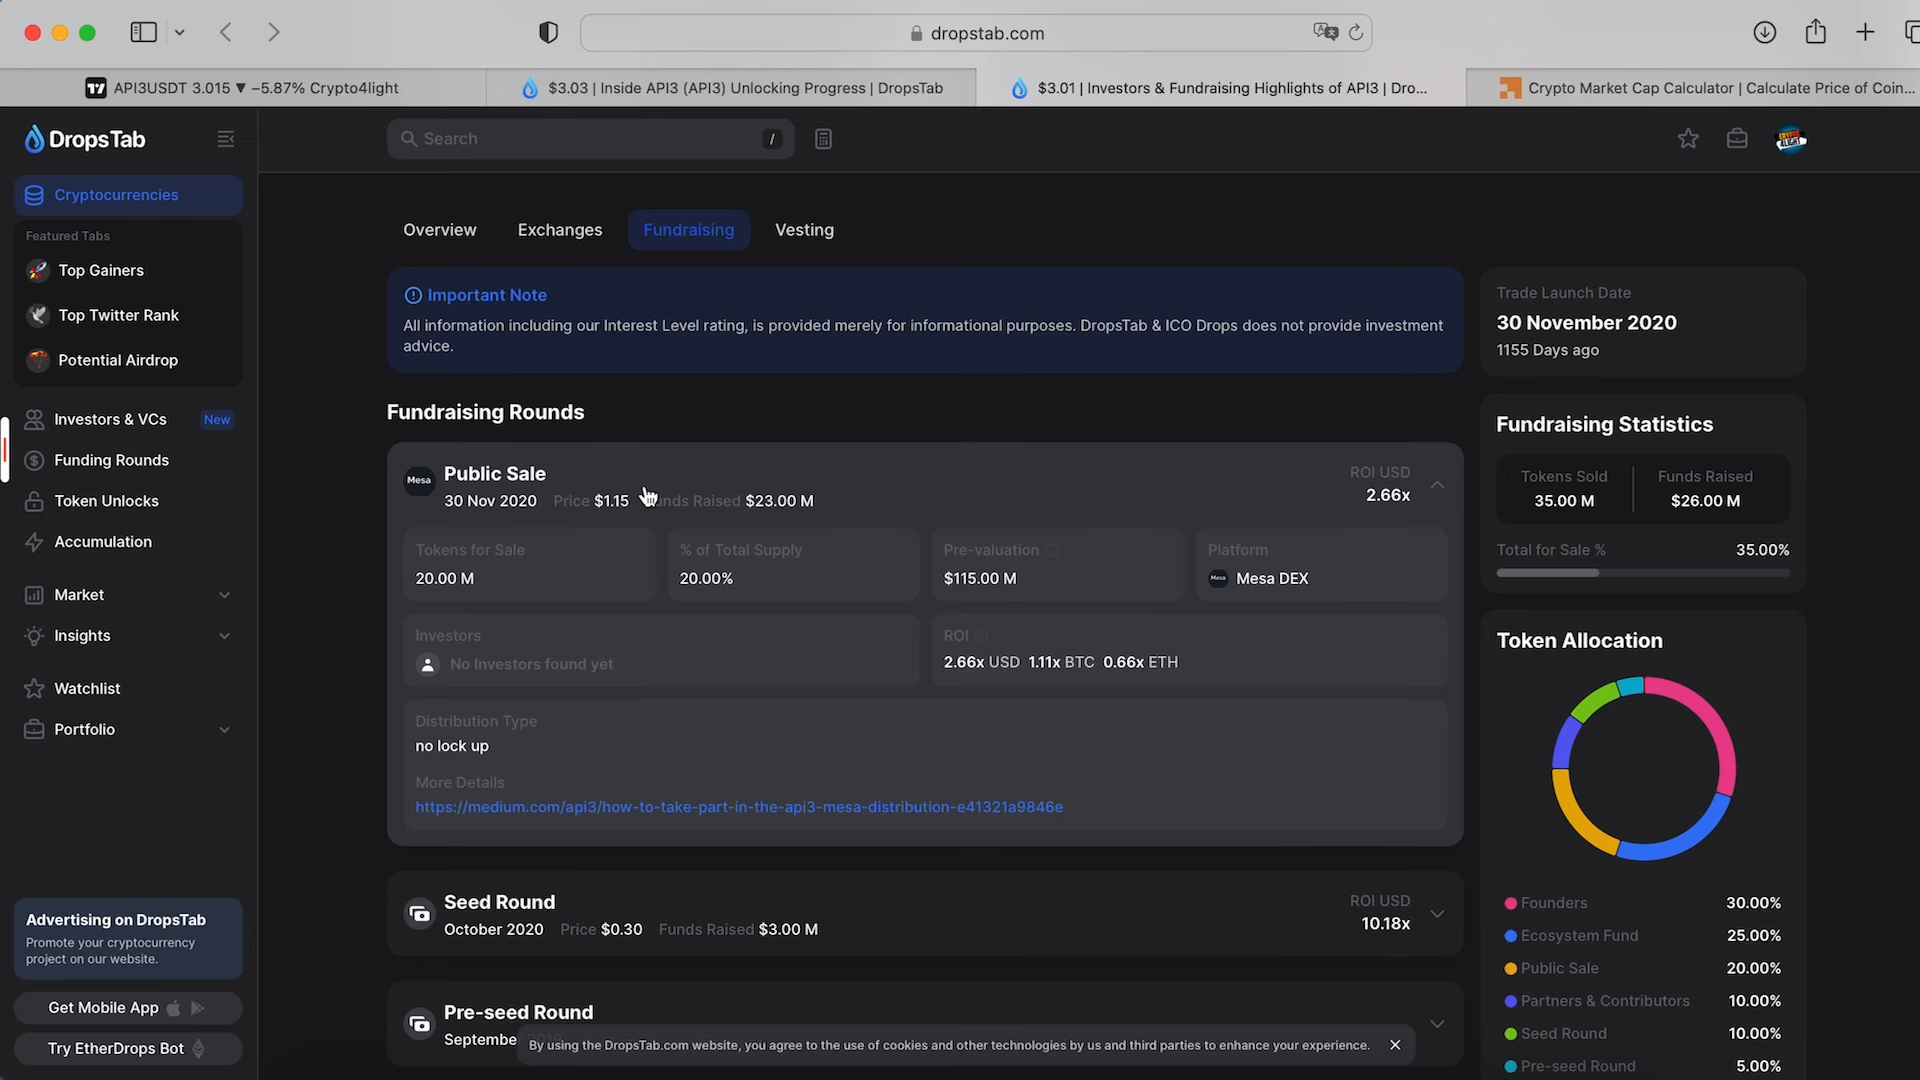 dropstab.com
API3USDT 3.015 ▼ −5.87% Crypto4light
$3.03 | Inside API3 (API3) Unlocking Progress | DropsTab
$3.01 | Investors & Fundraising Highlights of API3 | Dro...
Crypto Market Cap Calculator | Calculate Price of Coin...
DropsTab
Search
/
Cryptocurrencies
Featured Tabs
Top Gainers
Top Twitter Rank
Potential Airdrop
Investors & VCs New
Funding Rounds
Token Unlocks
Accumulation
Market
Insights
Watchlist
Portfolio
Advertising on DropsTab
Promote your cryptocurrency
project on our website.
Get Mobile App
Try EtherDrops Bot
Overview Exchanges Fundraising Vesting
Important Note
All information including our Interest Level rating, is provided merely for informational purposes. DropsTab & ICO Drops does not provide investment
advice.
Fundraising Rounds
Mesa
Public Sale
30 Nov 2020 Price $1.15 Raised $23.00 M
ROI USD
2.66x
Tokens for Sale
20.00 M
% of Total Supply
20.00%
Pre-valuation
$115.00 M
Platform
Mesa DEX
Investors
No Investors found yet
ROI
2.66x USD 1.11x BTC 0.66x ETH
Distribution Type
no lock up
More Details
https://medium.com/api3/how-to-take-part-in-the-api3-mesa-distribution-e41321a9846e
Seed Round
October 2020 Price $0.30 Funds Raised $3.00 M
ROI USD
10.18x
Pre-seed Round
Septembe
By using the DropsTab.com website, you agree to the use of cookies and other technologies by us and third parties to enhance your experience.
Trade Launch Date
30 November 2020
1155 Days ago
Fundraising Statistics
Tokens Sold
35.00 M
Funds Raised
$26.00 M
Total for Sale % 35.00%
Token Allocation
Founders 30.00%
Ecosystem Fund 25.00%
Public Sale 20.00%
Partners & Contributors 10.00%
Seed Round 10.00%
Pre-seed Round 5.00%